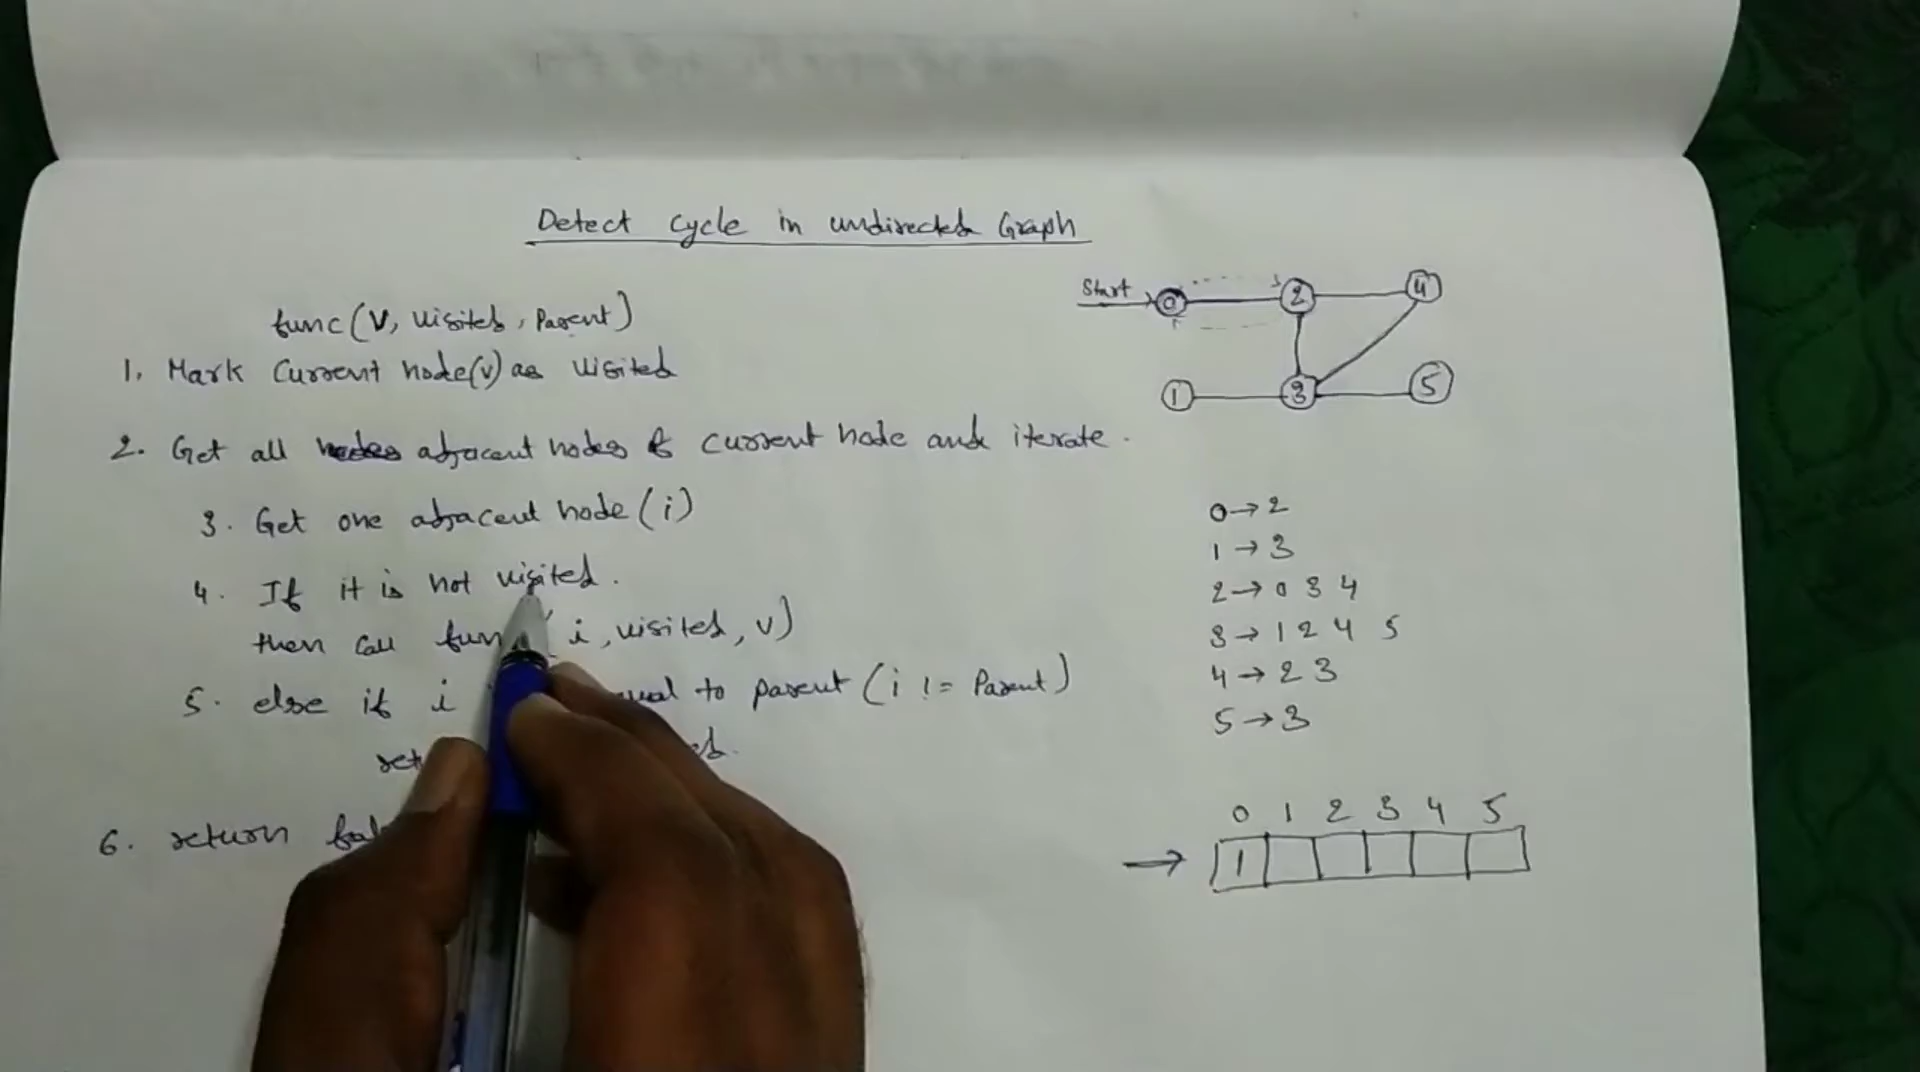 Detect cycle in undirected Graph
func(V, visited, Parent)
1. Mark Current node(v) as visited
2. Get all adjacent nodes of current node and iterate.
3. Get one adjacent node (i)
4. If it is not visited.
then call fun i, visited, v)
5. else if i to parent (i != Parent)
6. return
Start
0
2
4
1
3
5
0 → 2
1 → 3
2 → 0 3 4
3 → 1 2 4 5
4 → 2 3
5 → 3
0 1 2 3 4 5
→ 1